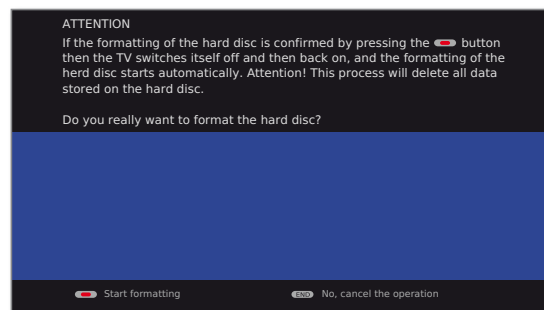 ATTENTION
If the formatting of the hard disc is confirmed by pressing the button
then the TV switches itself off and then back on, and the formatting of the
herd disc starts automatically. Attention! This process will delete all data
stored on the hard disc.
Do you really want to format the hard disc?
Start formatting
END No, cancel the operation